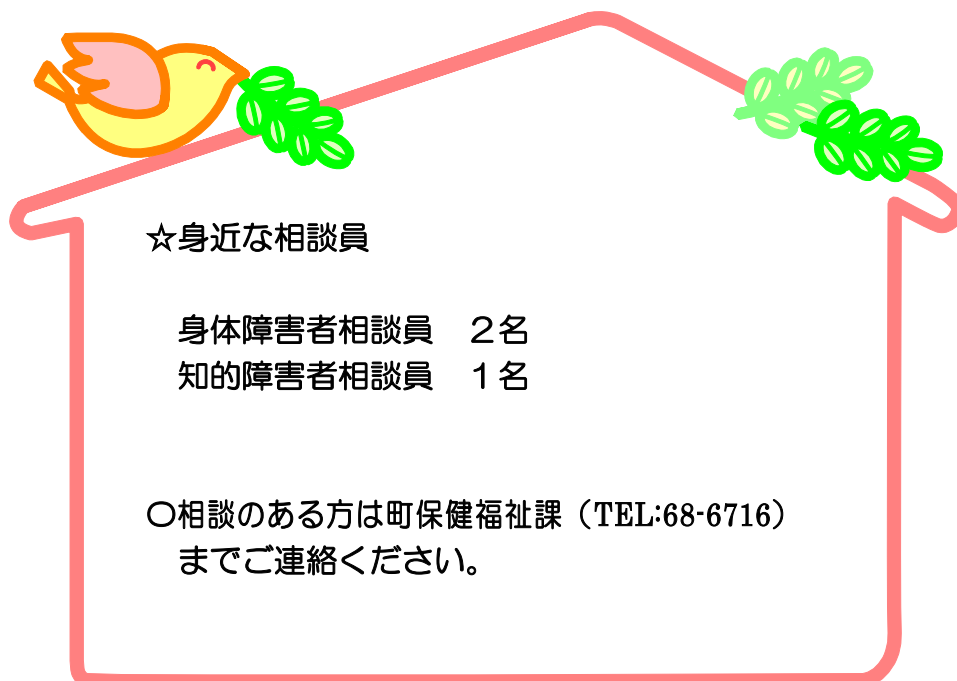 ☆身近な相談員
身体障害者相談員　２名
知的障害者相談員　１名
○相談のある方は町保健福祉課（TEL:68-6716）
までご連絡ください。